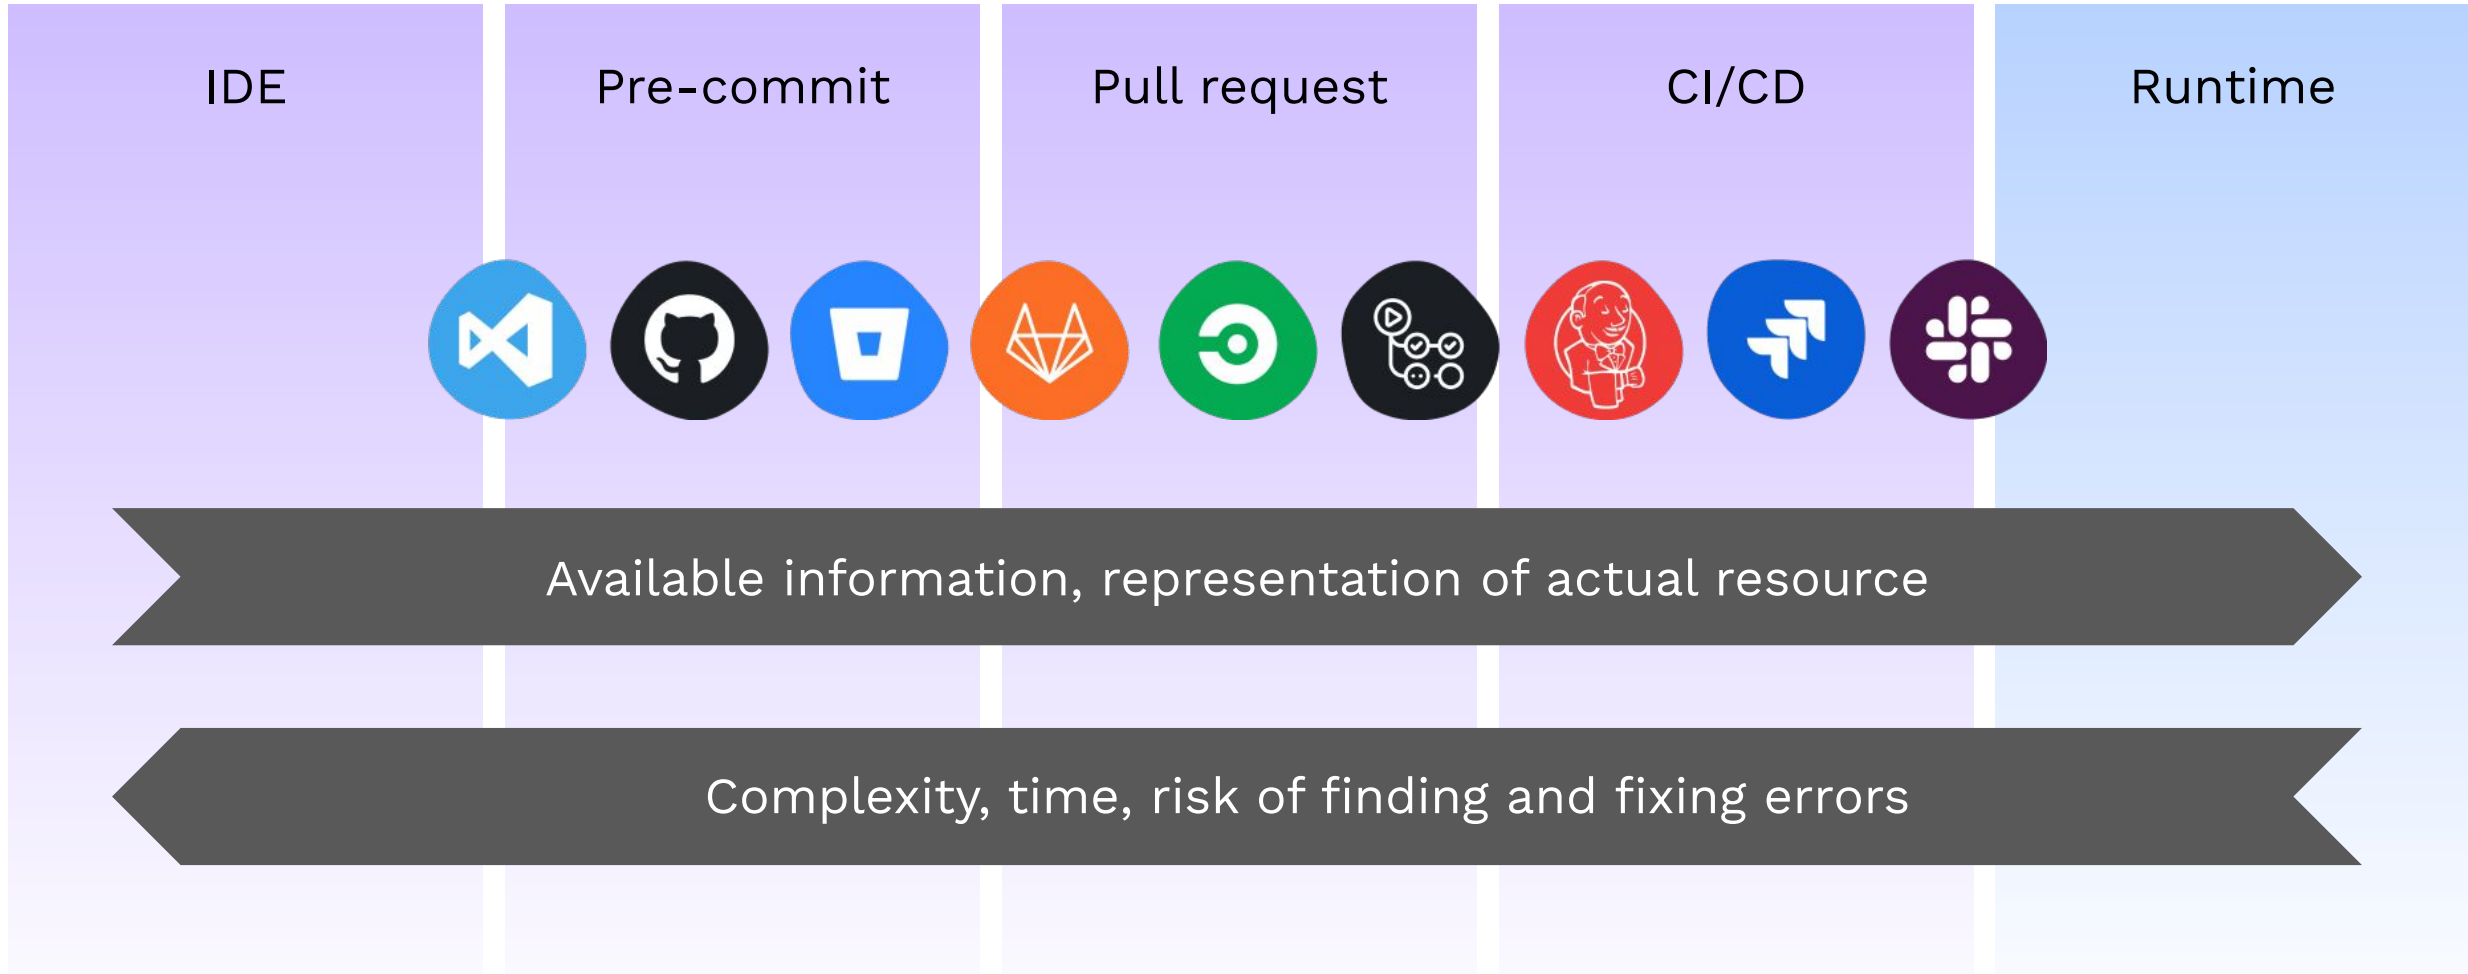 IDE
Pre-commit
Pull request
CI/CD
Runtime
Available information, representation of actual resource
Complexity, time, risk of finding and fixing errors